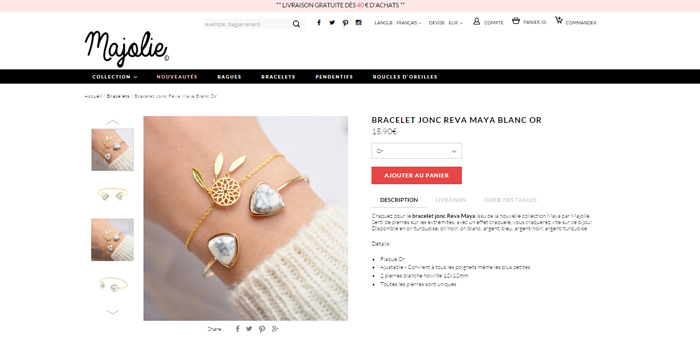 ** LIVRAISON GRATUITE DÈS 40 € D'ACHATS **
exemple: bague renard
LANGUE FRANÇAIS
DEVISE EUR
COMPTE
PANIER (0)
COMMANDER
Majolie
COLLECTION
NOUVEAUTÉS
BAGUES
BRACELETS
PENDENTIFS
BOUCLES D'OREILLES
Accueil / Bracelets / Bracelet Jonc Reva Maya Blanc Or
BRACELET JONC REVA MAYA BLANC OR
15,90€
Or
AJOUTER AU PANIER
DESCRIPTION
LIVRAISON
GUIDE DES TAILLES
Craquez pour le bracelet jonc Reva Maya issu de la nouvelle collection Maya par Majolie.
Serti de pierres sur les extremités, avec un effet craquelé, vous craquerez vite sur ce bijou!
Disponible en or/turquoise, or/noir, or/blanc, argent/bleu, argent/noir, argent/turquoise.
Détails:
Plaqué Or
Ajustable - Convient à tous les poignets même les plus petites
2 pierres blanche howlite 12x12mm
Toutes les pierres sont uniques
Share